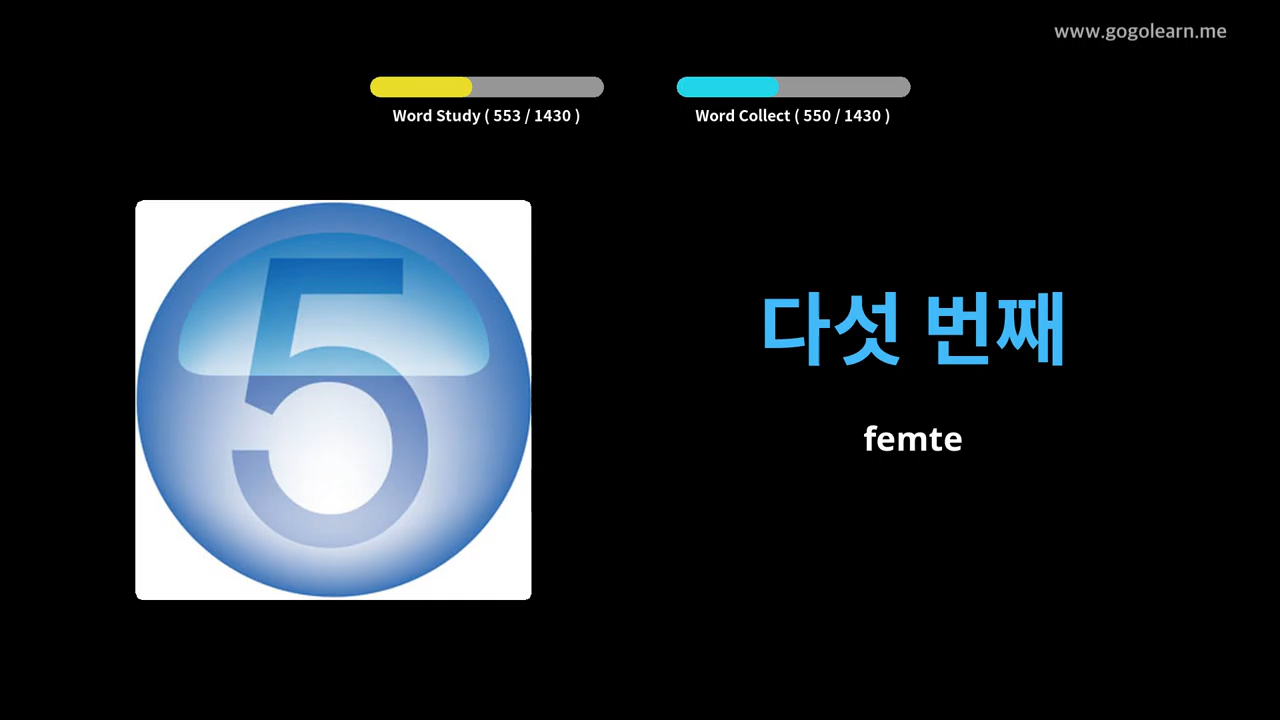 www.gogolearn.me
Word Study ( 553 / 1430 )
Word Collect ( 550 / 1430 )
5
다섯 번째
femte